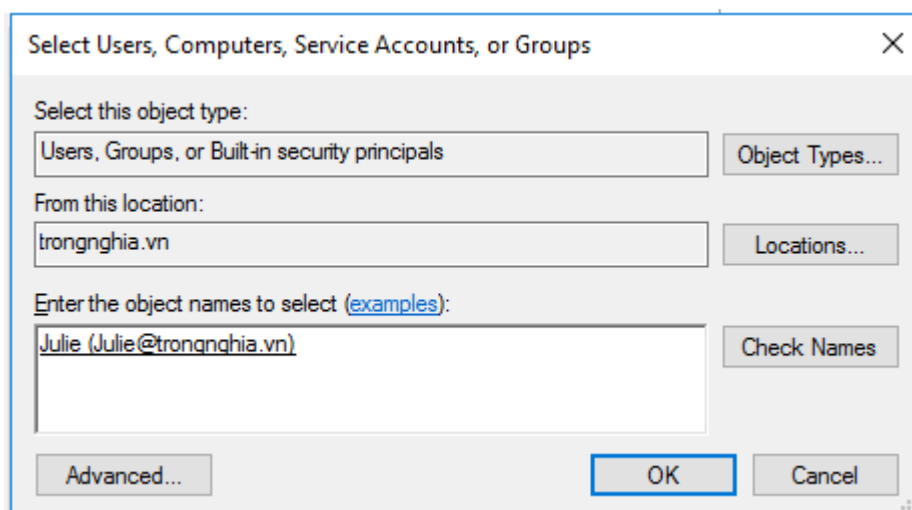 Select Users, Computers, Service Accounts, or Groups
Select this object type:
Users, Groups, or Built-in security principals
Object Types...
From this location:
trongnghia.vn
Locations...
Enter the object names to select (examples):
Julie (Julie@trongnghia.vn)
Check Names
Advanced...
OK
Cancel